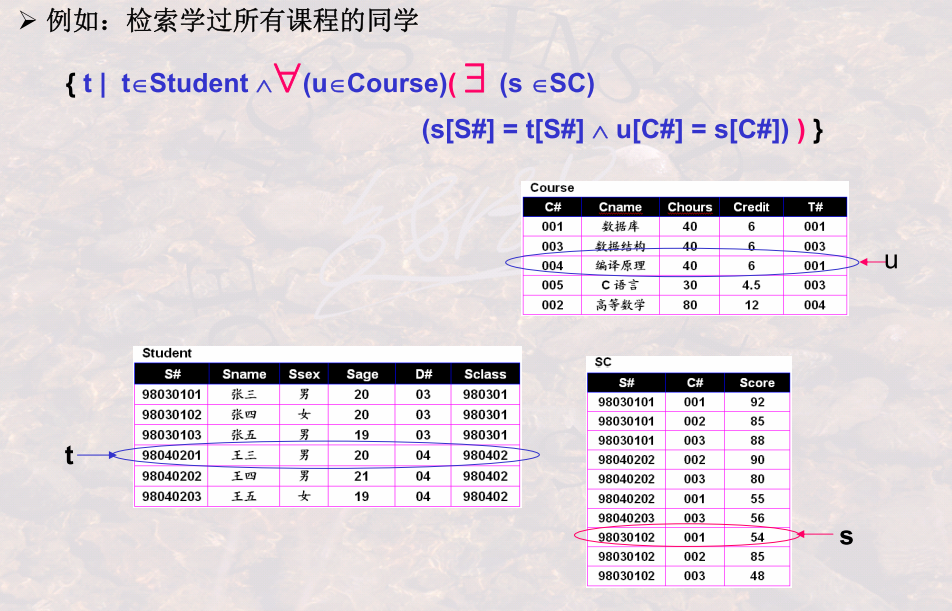 ➢ 例如：检索学过所有课程的同学
{ t | t∈Student ∧∀(u∈Course)( ∃ (s ∈SC)
(s[S#] = t[S#] ∧ u[C#] = s[C#]) ) }
Course
C# Cname Chours Credit T#
001 数据库 40 6 001
003 数据结构 40 6 003
004 编译原理 40 6 001
u
005 C 语言 30 4.5 003
002 高等数学 80 12 004
Student
S# Sname Ssex Sage D# Sclass
98030101 张三 男 20 03 980301
98030102 张四 女 20 03 980301
98030103 张五 男 19 03 980301
t
98040201 王三 男 20 04 980402
98040202 王四 男 21 04 980402
98040203 王五 女 19 04 980402
SC
S# C# Score
98030101 001 92
98030101 002 85
98030101 003 88
98040202 002 90
98040202 003 80
98040202 001 55
98040203 003 56
98030102 001 54
s
98030102 002 85
98030102 003 48